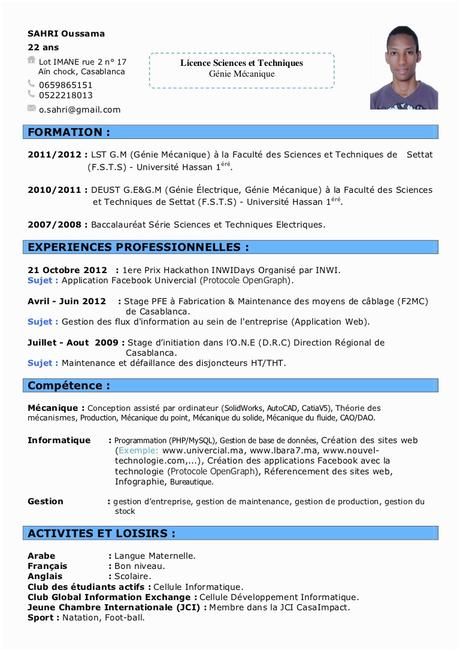 SAHRI Oussama
22 ans
Lot IMANE rue 2 n° 17
Ain chock, Casablanca
0659865151
0522218013
o.sahri@gmail.com
Licence Sciences et Techniques
Génie Mécanique
FORMATION :
2011/2012 : LST G.M (Génie Mécanique) à la Faculté des Sciences et Techniques de Settat
(F.S.T.S) - Université Hassan 1éré.
2010/2011 : DEUST G.E&G.M (Génie Électrique, Génie Mécanique) à la Faculté des Sciences
et Techniques de Settat (F.S.T.S) - Université Hassan 1éré.
2007/2008 : Baccalauréat Série Sciences et Techniques Electriques.
EXPERIENCES PROFESSIONNELLES :
21 Octobre 2012 : 1ere Prix Hackathon INWIDays Organisé par INWI.
Sujet : Application Facebook Univercial (Protocole OpenGraph).
Avril - Juin 2012 : Stage PFE à Fabrication & Maintenance des moyens de câblage (F2MC)
de Casablanca.
Sujet : Gestion des flux d'information au sein de l'entreprise (Application Web).
Juillet - Aout 2009 : Stage d'initiation dans l'O.N.E (D.R.C) Direction Régional de
Casablanca.
Sujet : Maintenance et défaillance des disjoncteurs HT/THT.
Compétence :
Mécanique : Conception assisté par ordinateur (SolidWorks, AutoCAD, CatiaV5), Théorie des
mécanismes, Production, Mécanique du point, Mécanique du solide, Mécanique du fluide, CAO/DAO.
Informatique : Programmation (PHP/MySQL), Gestion de base de données, Création des sites web
(Exemple: www.univercial.ma, www.lbara7.ma, www.nouvel-
technologie.com,...), Création des applications Facebook avec la
technologie (Protocole OpenGraph), Réferencement des sites web,
Infographie, Bureautique.
Gestion : gestion d'entreprise, gestion de maintenance, gestion de production, gestion du
stock
ACTIVITES ET LOISIRS :
Arabe : Langue Maternelle.
Français : Bon niveau.
Anglais : Scolaire.
Club des étudiants actifs : Cellule Informatique.
Club Global Information Exchange : Cellule Développement Informatique.
Jeune Chambre Internationale (JCI) : Membre dans la JCI CasaImpact.
Sport : Natation, Foot-ball.